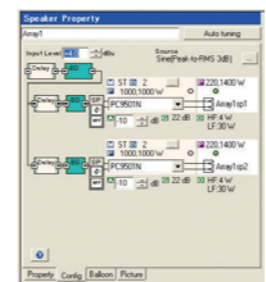 Speaker Property
Array1
Auto tuning
Input Level
dBu
Source
Sine(Peak-to-RMS 3dB)
...
Delay
EQ
ST
2
...
220,1400 W
1000,1000 W
Delay
EQ
SP
PC9501N
Array1sp1
-10
dB
22 dB
HF:4 W
LF:30 W
ST
2
...
220,1400 W
1000,1000 W
Delay
EQ
SP
PC9501N
Array1sp2
-10
dB
22 dB
HF:4 W
LF:30 W
Property
Config
Balloon
Picture